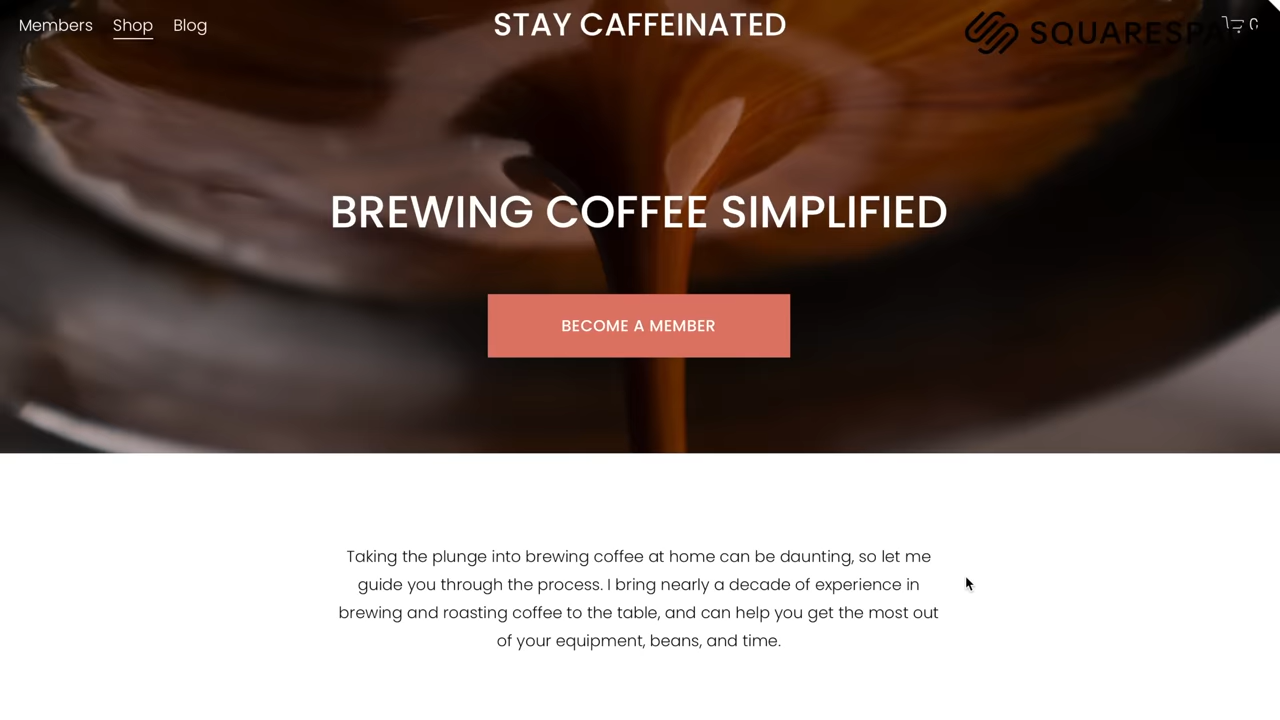 Members Shop Blog
STAY CAFFEINATED
SQUARESPA
0
BREWING COFFEE SIMPLIFIED
BECOME A MEMBER
Taking the plunge into brewing coffee at home can be daunting, so let me
guide you through the process. I bring nearly a decade of experience in
brewing and roasting coffee to the table, and can help you get the most out
of your equipment, beans, and time.